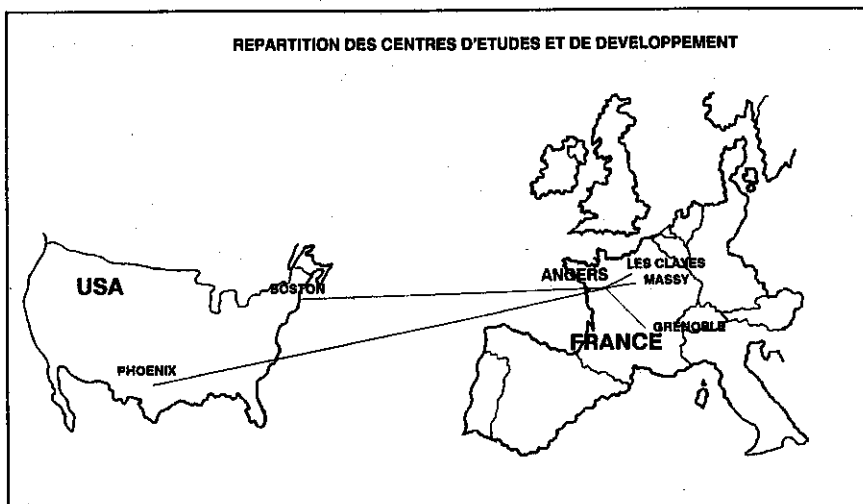 REPARTITION DES CENTRES D'ETUDES ET DE DEVELOPPEMENT
USA
BOSTON
PHOENIX
ANGERS
LES CLAYES
MASSY
GRENOBLE
FRANCE